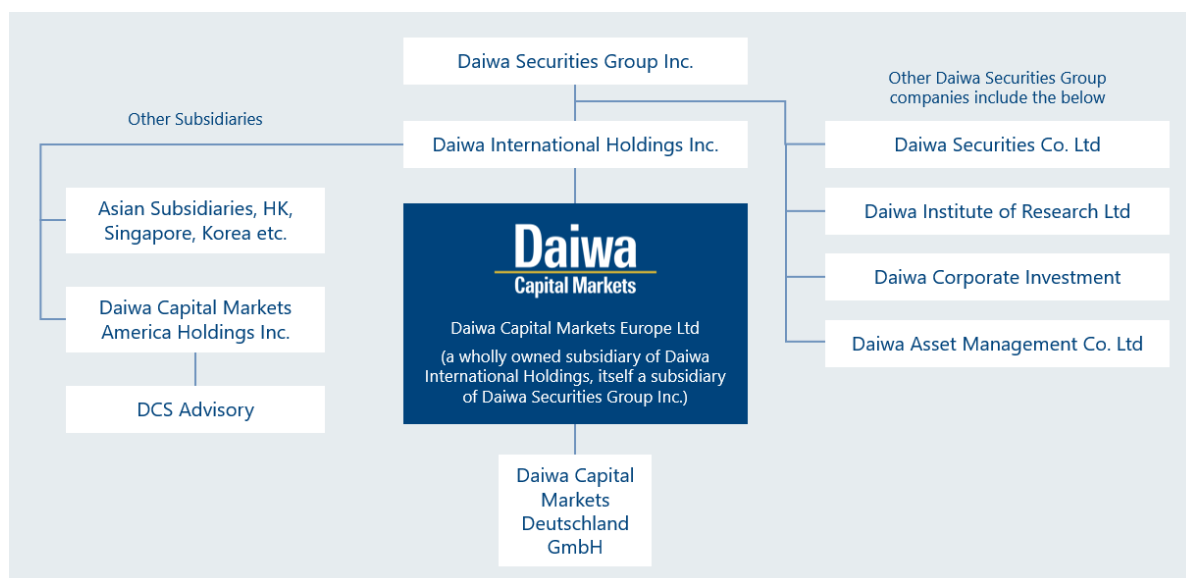 Daiwa Securities Group Inc.
Other Daiwa Securities Group
companies include the below
Other Subsidiaries
Daiwa International Holdings Inc.
Daiwa Securities Co. Ltd
Asian Subsidiaries, HK,
Singapore, Korea etc.
Daiwa Institute of Research Ltd
Daiwa
Capital Markets
Daiwa Corporate Investment
Daiwa Capital Markets
America Holdings Inc.
Daiwa Capital Markets Europe Ltd
(a wholly owned subsidiary of Daiwa
International Holdings, itself a subsidiary
of Daiwa Securities Group Inc.)
Daiwa Asset Management Co. Ltd
DCS Advisory
Daiwa Capital
Markets
Deutschland
GmbH